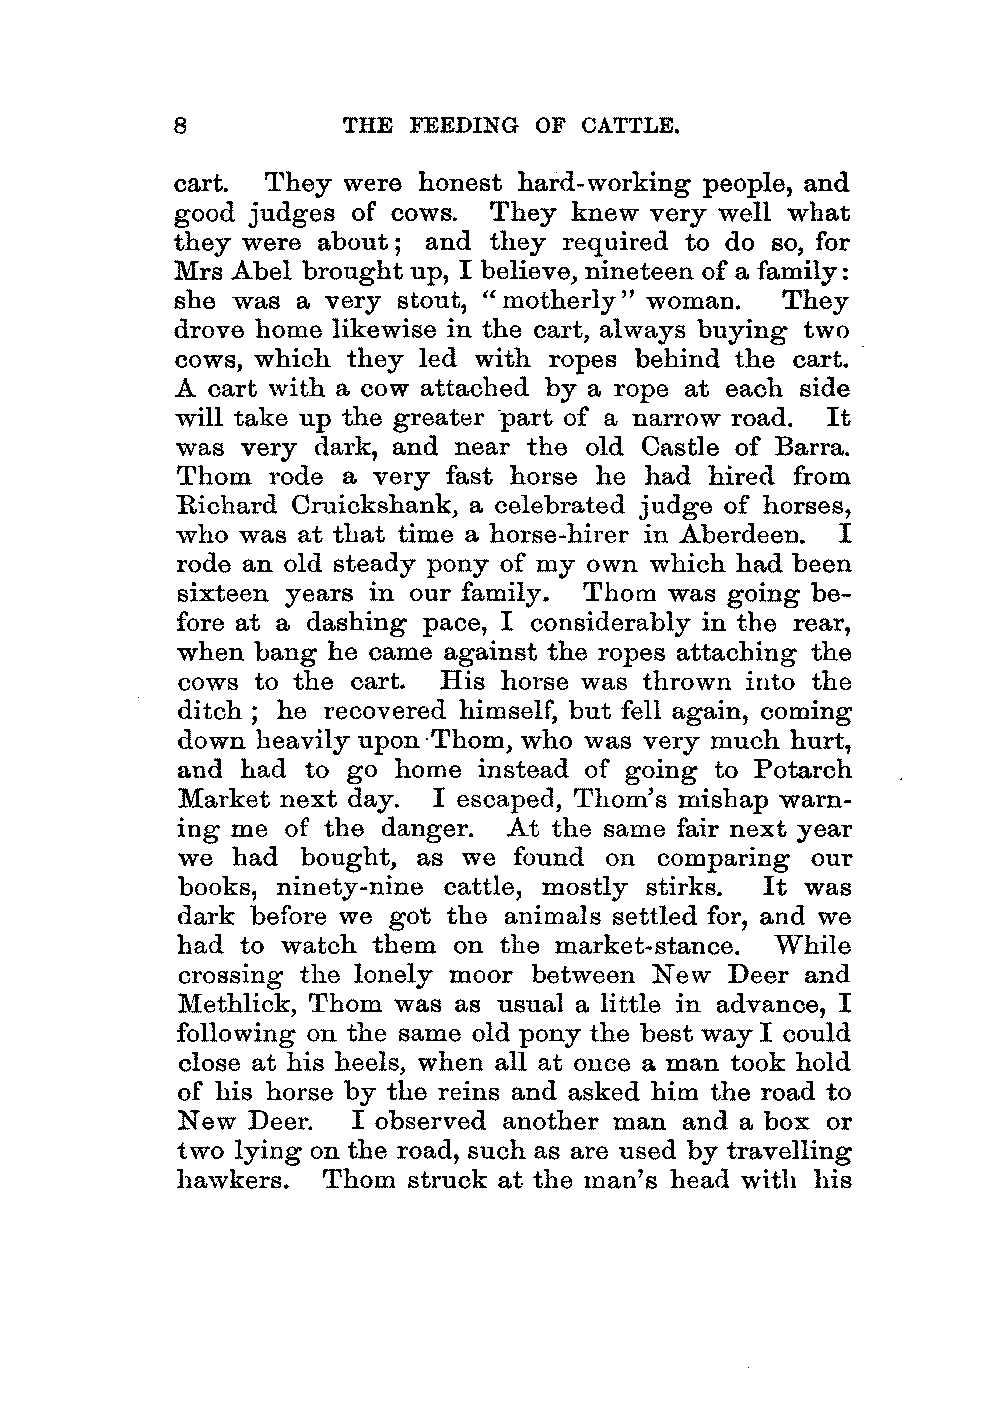 8 THE FEEDING OF CATTLE.
cart. They were honest hard-working people, and
good judges of cows. They knew very well what
they were about; and they required to do so, for
Mrs Abel brought up, I believe, nineteen of a family:
she was a very stout, “motherly” woman. They
drove home likewise in the cart, always buying two
cows, which they led with ropes behind the cart.
A cart with a cow attached by a rope at each side
will take up the greater part of a narrow road. It
was very dark, and near the old Castle of Barra.
Thom rode a very fast horse he had hired from
Richard Cruickshank, a celebrated judge of horses,
who was at that time a horse-hirer in Aberdeen. I
rode an old steady pony of my own which had been
sixteen years in our family. Thom was going be-
fore at a dashing pace, I considerably in the rear,
when bang he came against the ropes attaching the
cows to the cart. His horse was thrown into the
ditch; he recovered himself, but fell again, coming
down heavily upon Thom, who was very much hurt,
and had to go home instead of going to Potarch
Market next day. I escaped, Thom’s mishap warn-
ing me of the danger. At the same fair next year
we had bought, as we found on comparing our
books, ninety-nine cattle, mostly stirks. It was
dark before we got the animals settled for, and we
had to watch them on the market-stance. While
crossing the lonely moor between New Deer and
Methlick, Thom was as usual a little in advance, I
following on the same old pony the best way I could
close at his heels, when all at once a man took hold
of his horse by the reins and asked him the road to
New Deer. I observed another man and a box or
two lying on the road, such as are used by travelling
hawkers. Thom struck at the man’s head with his